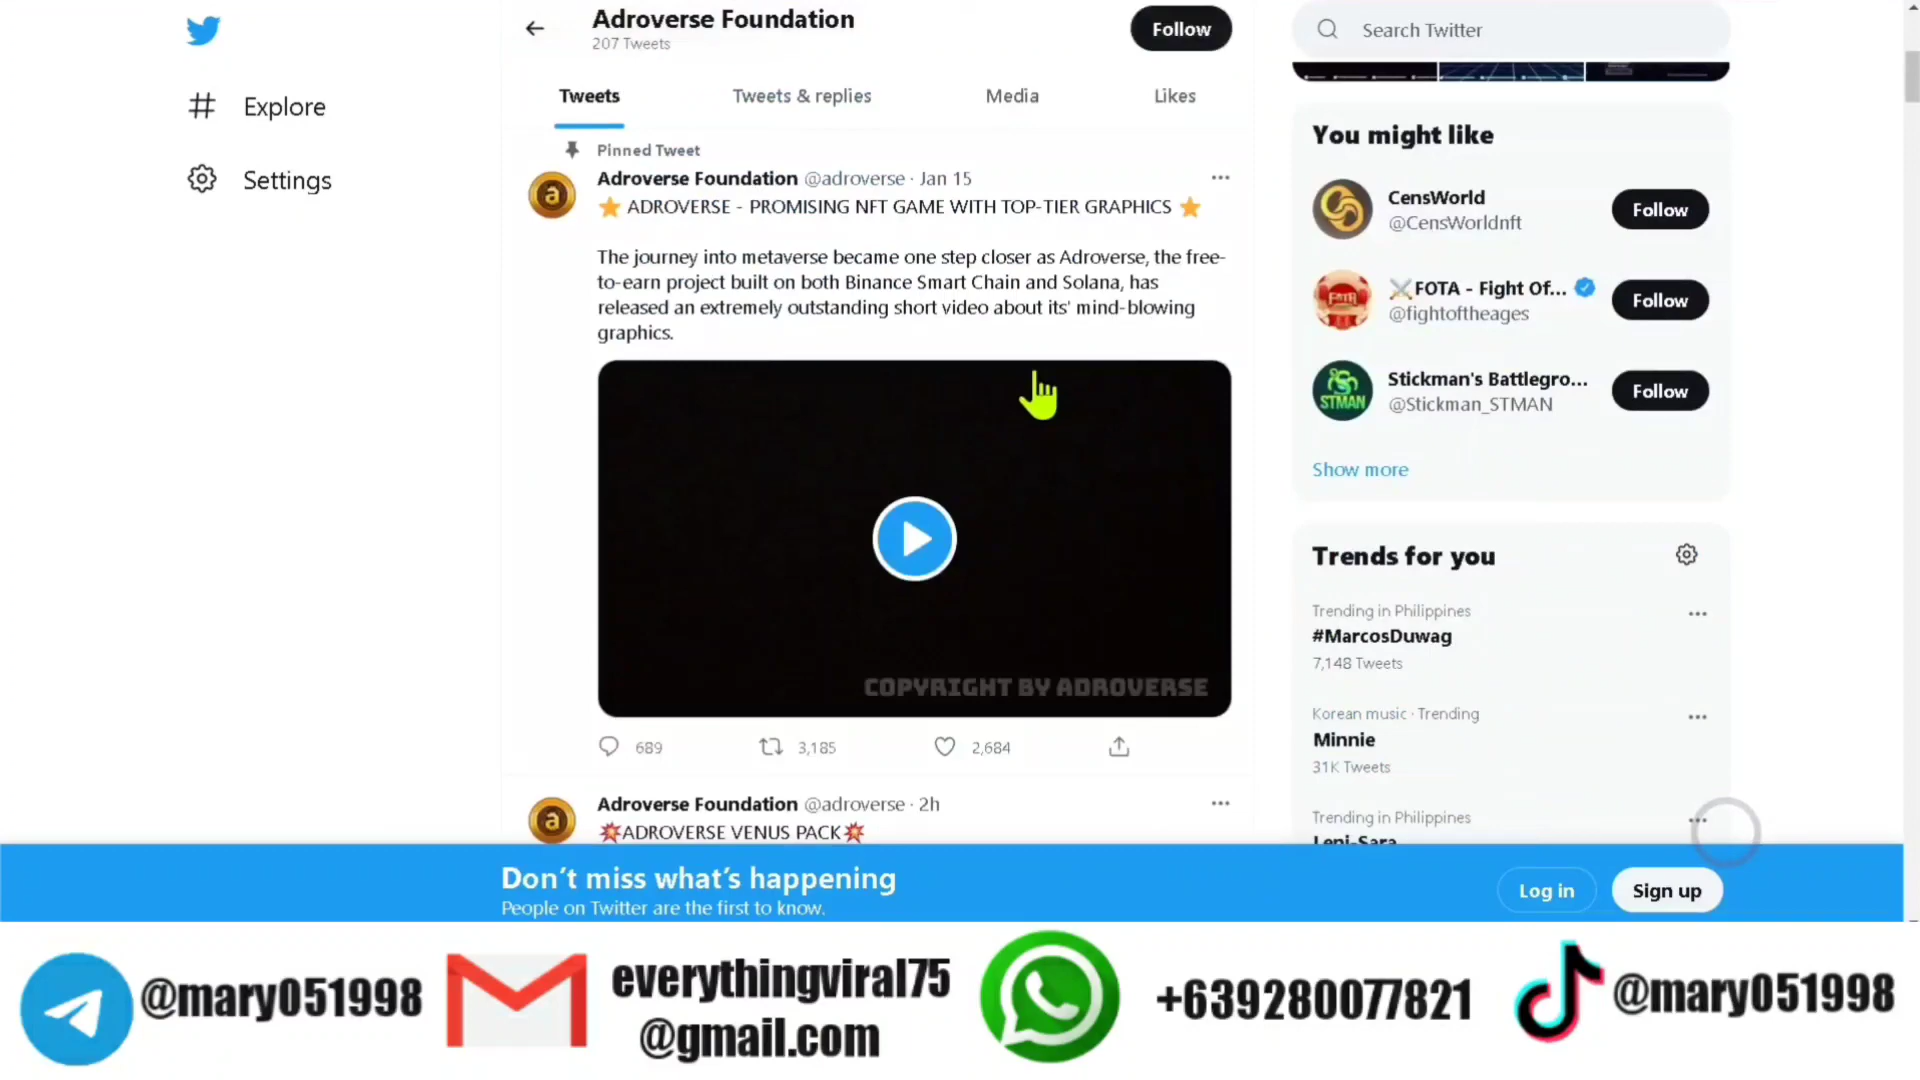 Explore
Settings
Adroverse Foundation
207 Tweets
Follow
Tweets
Tweets & replies
Media
Likes
Pinned Tweet
Adroverse Foundation @adroverse · Jan 15
ADROVERSE - PROMISING NFT GAME WITH TOP-TIER GRAPHICS
The journey into metaverse became one step closer as Adroverse, the free-
to-earn project built on both Binance Smart Chain and Solana, has
released an extremely outstanding short video about its' mind-blowing
graphics.
COPYRIGHT BY ADROVERSE
689
3,185
2,684
Adroverse Foundation @adroverse · 2h
ADROVERSE VENUS PACK
Search Twitter
You might like
CensWorld
@CensWorldnft
Follow
FOTA - Fight Of...
@fightoftheages
Follow
Stickman's Battlegro...
@Stickman_STMAN
Follow
STMAN
FOTA
Show more
Trends for you
Trending in Philippines
#MarcosDuwag
7,148 Tweets
Korean music · Trending
Minnie
31K Tweets
Trending in Philippines
Leni-Sara
Don't miss what's happening
People on Twitter are the first to know.
Log in
Sign up
@mary051998
everythingviral75
@gmail.com
+639280077821
@mary051998